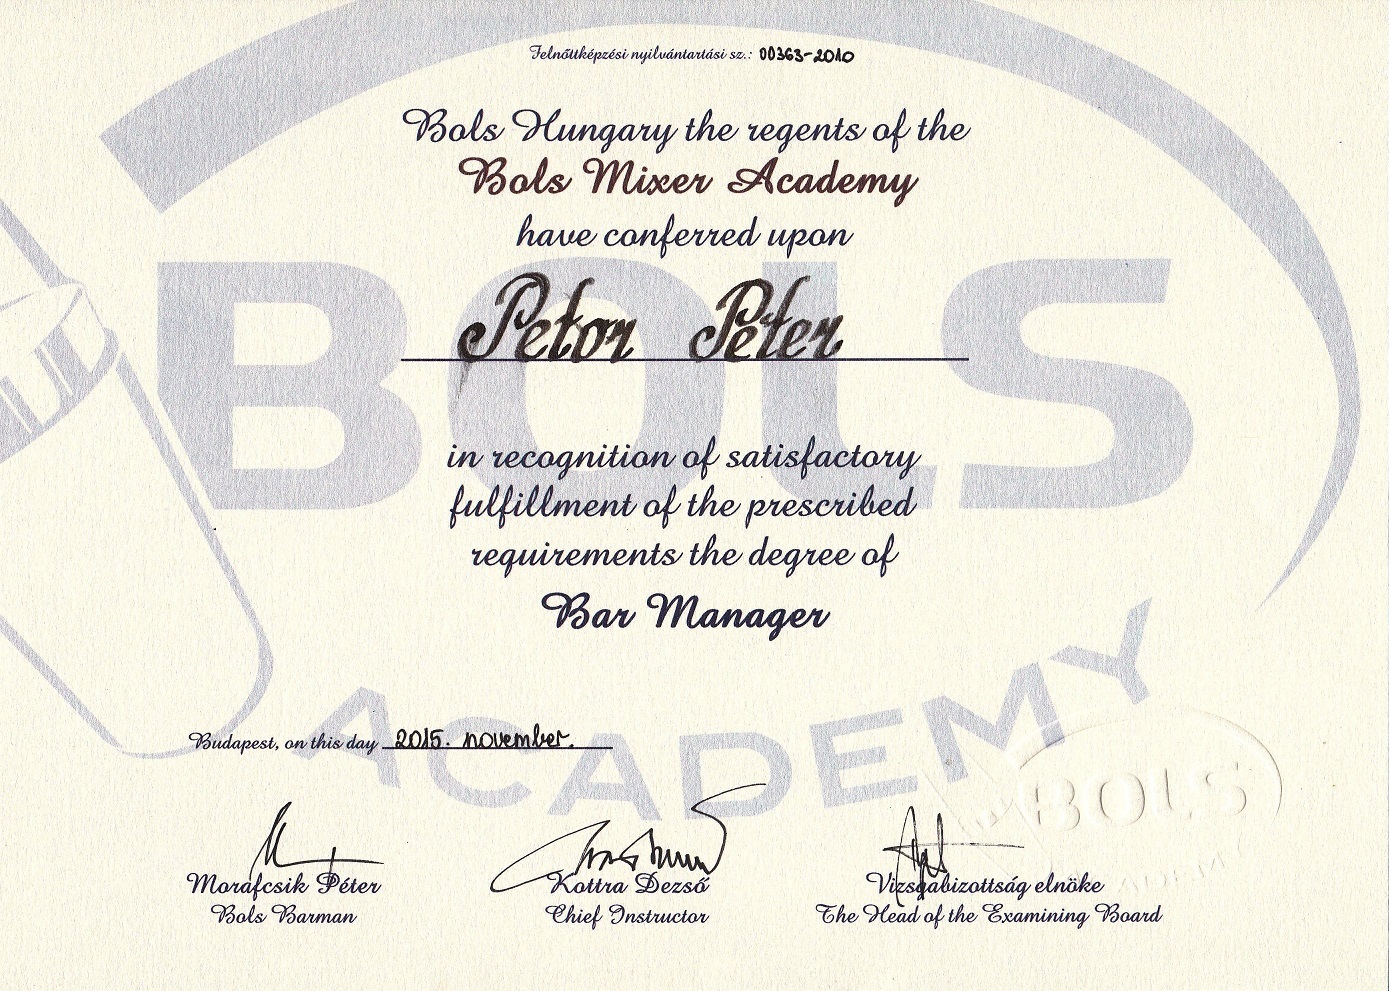 Felnőttképzési nyilvántartási sz.: 00363-2010
Bols Hungary the regents of the
Bols Mixer Academy
have conferred upon
Petor Péter
in recognition of satisfactory
fulfillment of the prescribed
requirements the degree of
Bar Manager
BOLS
ACADEMY
Budapest, on this day 2015. november.
BOLS
Morafcsik Péter
Bols Barman
Kottra Dezső
Chief Instructor
Vizsgabizottság elnöke
The Head of the Examining Board